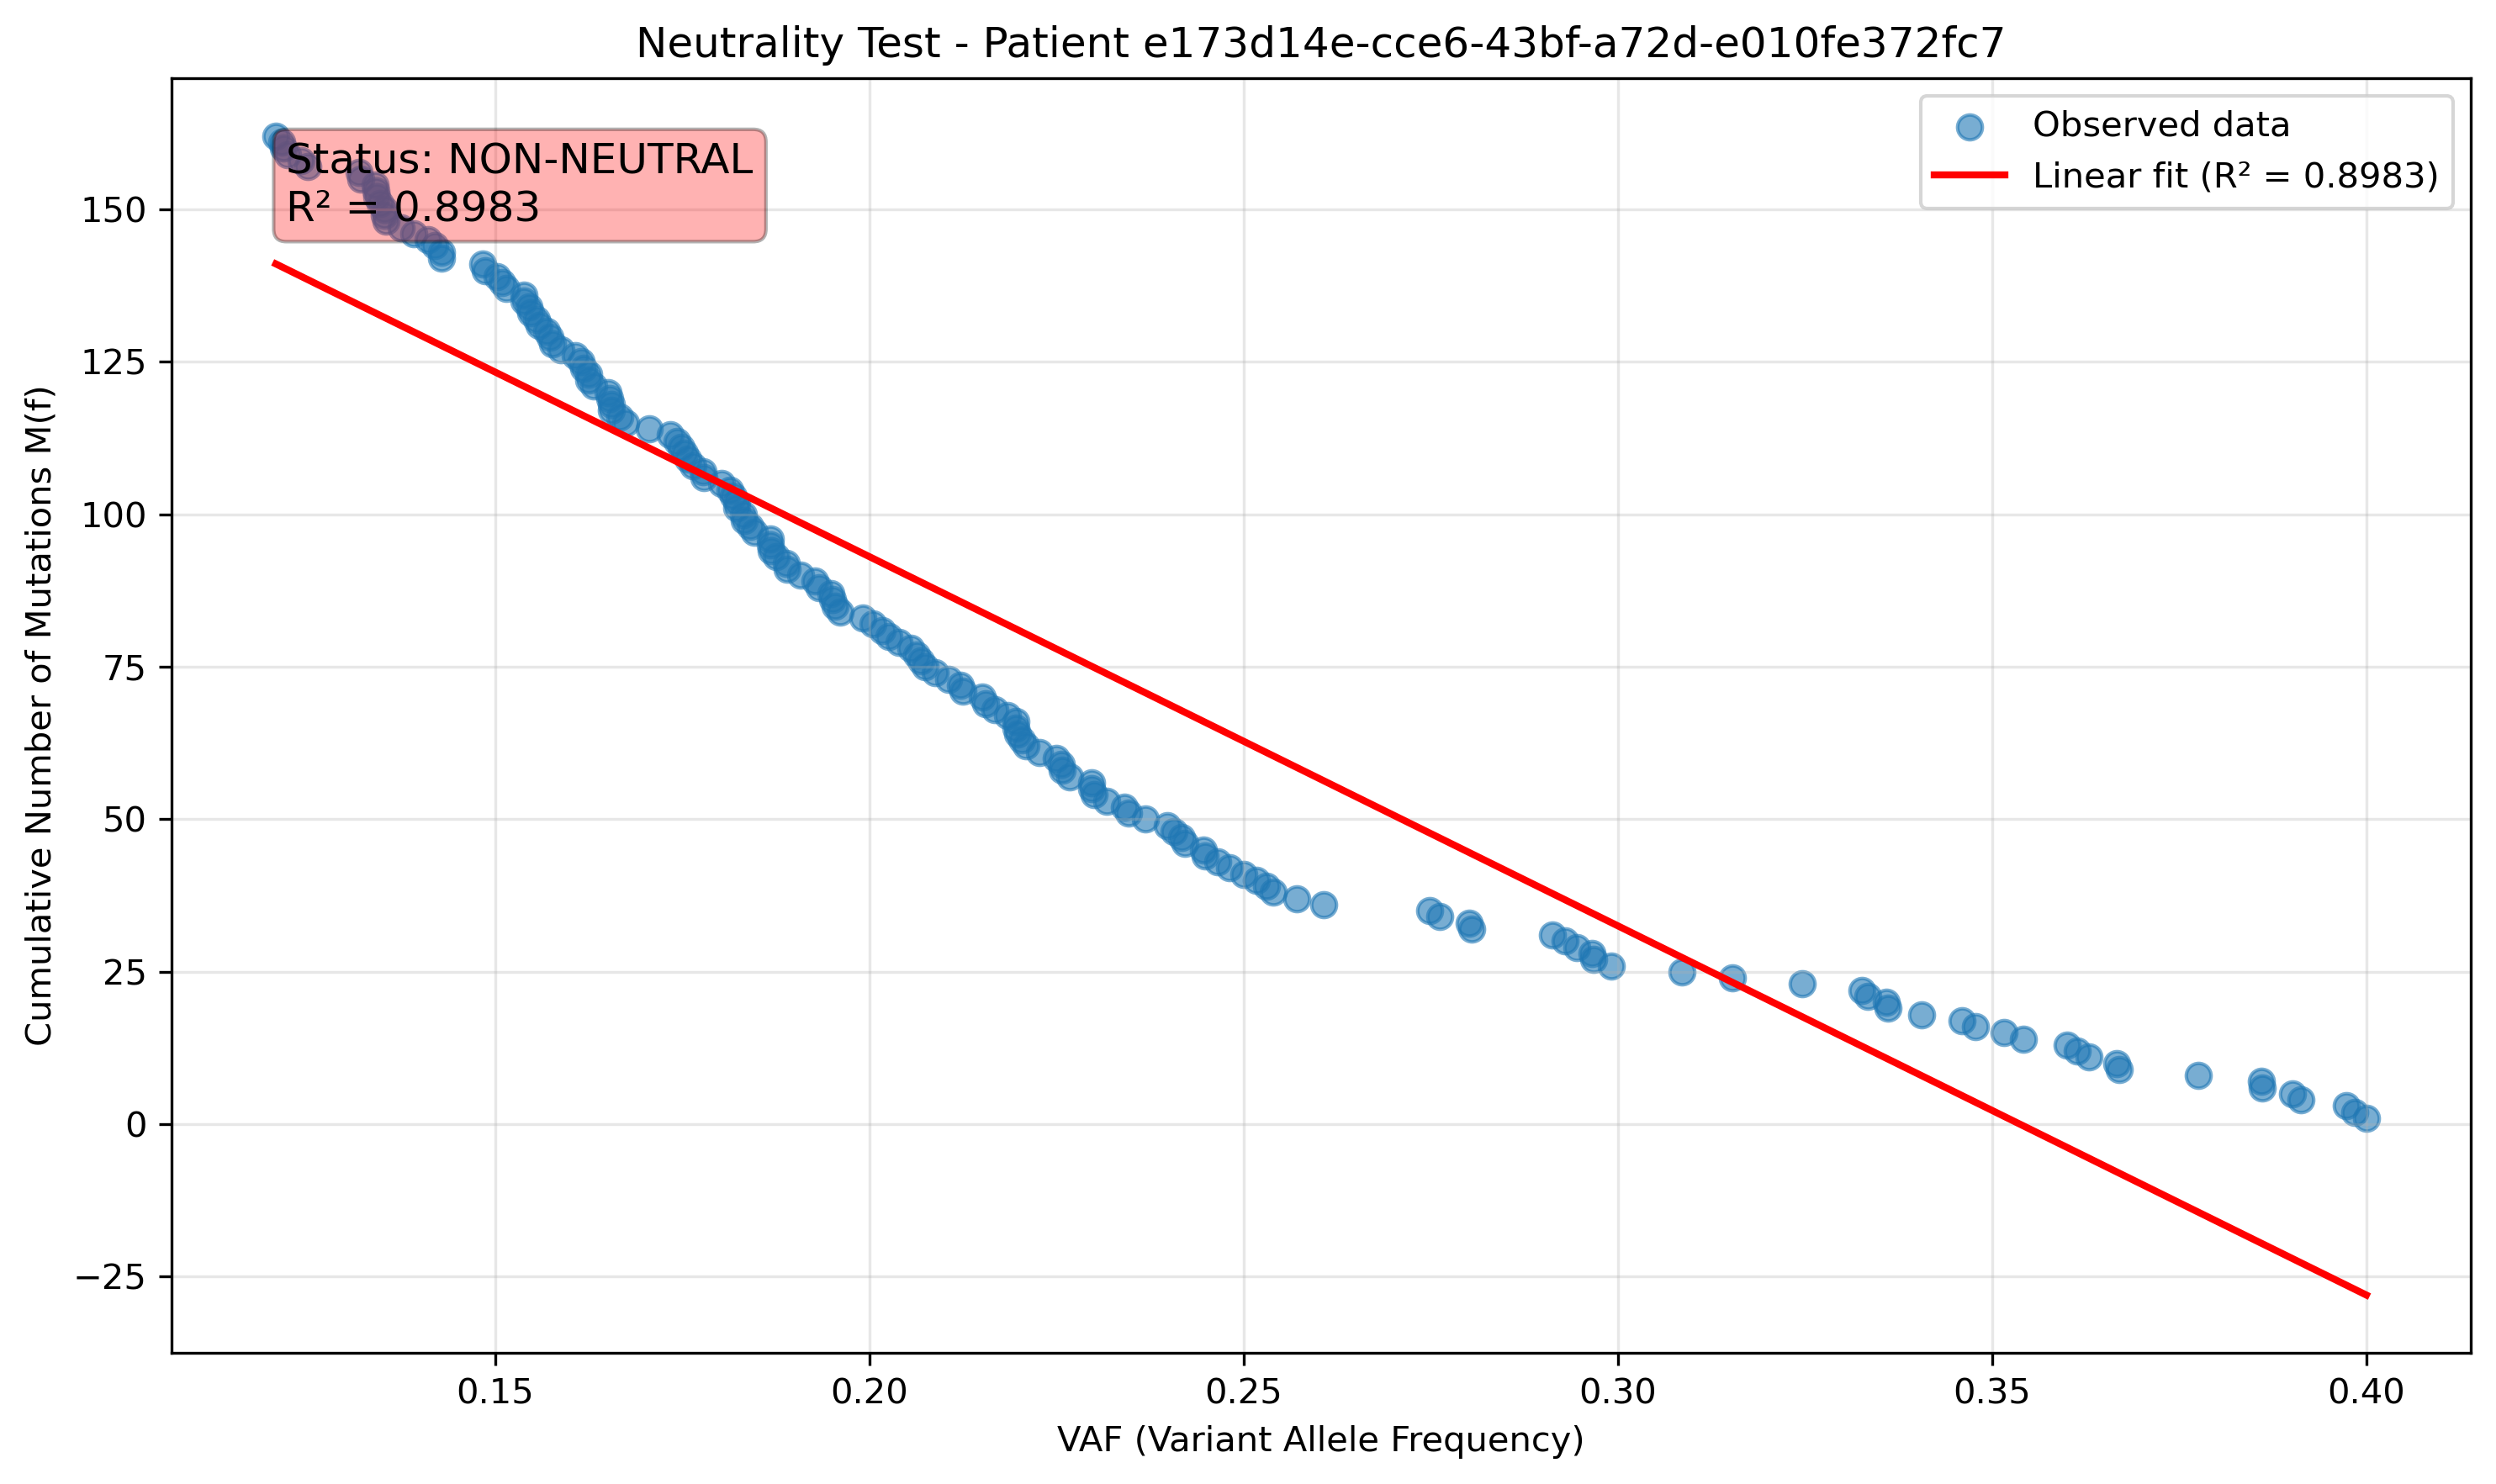 Neutrality Test - Patient e173d14e-cce6-43bf-a72d-e010fe372fc7
Status: NON-NEUTRAL
R² = 0.8983
Observed data
Linear fit (R² = 0.8983)
Cumulative Number of Mutations M(f)
150
125
100
75
50
25
0
−25
0.15
0.20
0.25
0.30
0.35
0.40
VAF (Variant Allele Frequency)